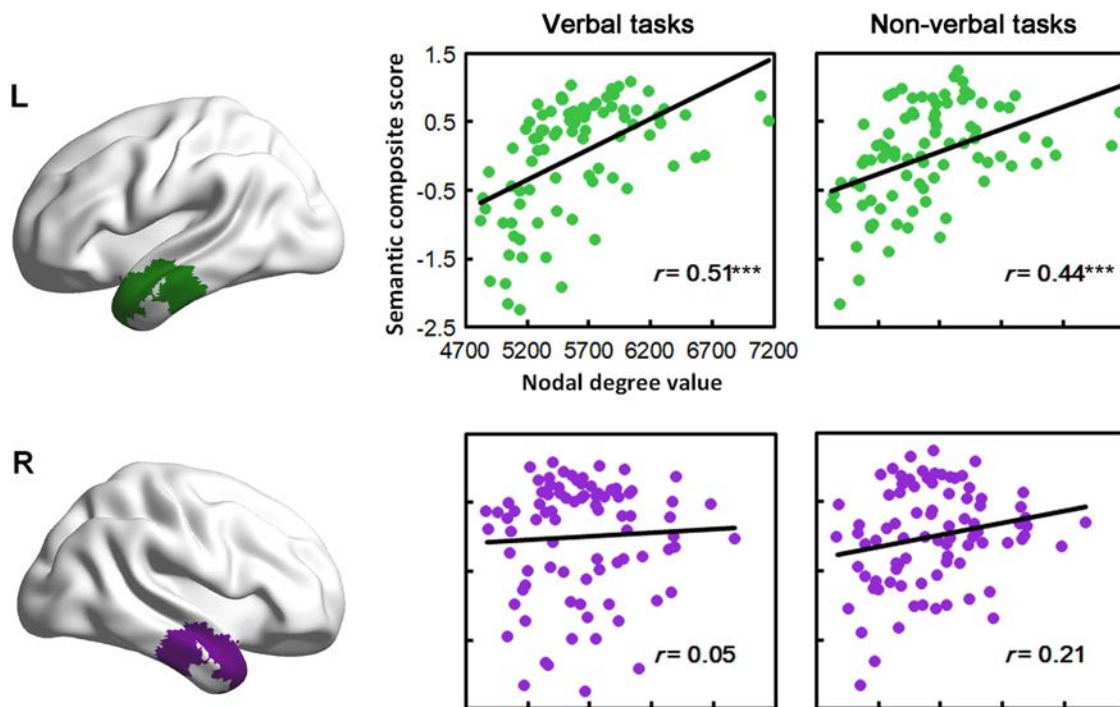 Verbal tasks
Non-verbal tasks
L
Semantic composite score
1.5
0.5
-0.5
-1.5
-2.5
r = 0.51***
r = 0.44***
4700 5200 5700 6200 6700 7200
Nodal degree value
R
r = 0.05
r = 0.21